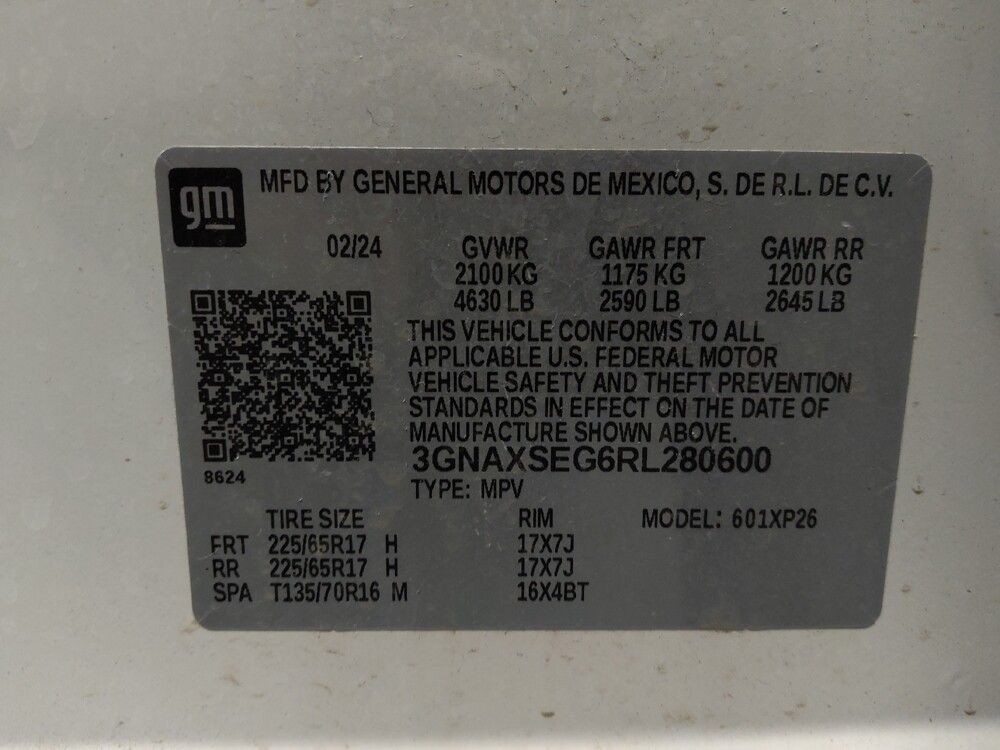 gm
MFD BY GENERAL MOTORS DE MEXICO, S. DE R.L. DE C.V.
02/24 GVWR GAWR FRT GAWR RR
2100 KG 1175 KG 1200 KG
4630 LB 2590 LB 2645 LB
THIS VEHICLE CONFORMS TO ALL
APPLICABLE U.S. FEDERAL MOTOR
VEHICLE SAFETY AND THEFT PREVENTION
STANDARDS IN EFFECT ON THE DATE OF
MANUFACTURE SHOWN ABOVE.
3GNAXSEG6RL280600
8624
TYPE: MPV
TIRE SIZE RIM MODEL: 601XP26
FRT 225/65R17 H 17X7J
RR 225/65R17 H 17X7J
SPA T135/70R16 M 16X4BT